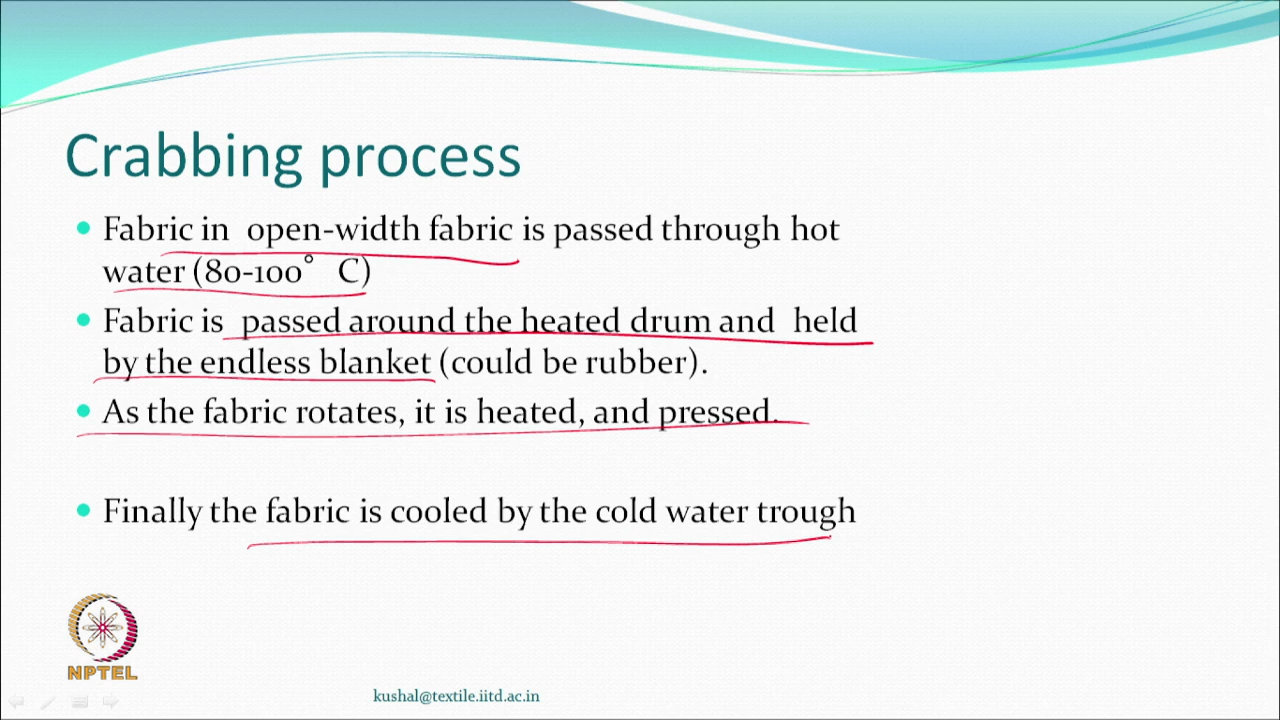 Crabbing process
Fabric in open-width fabric is passed through hot
water (80-100° C)
Fabric is passed around the heated drum and held
by the endless blanket (could be rubber).
As the fabric rotates, it is heated, and pressed.
Finally the fabric is cooled by the cold water trough
NPTEL
kushal@textile.iitd.ac.in